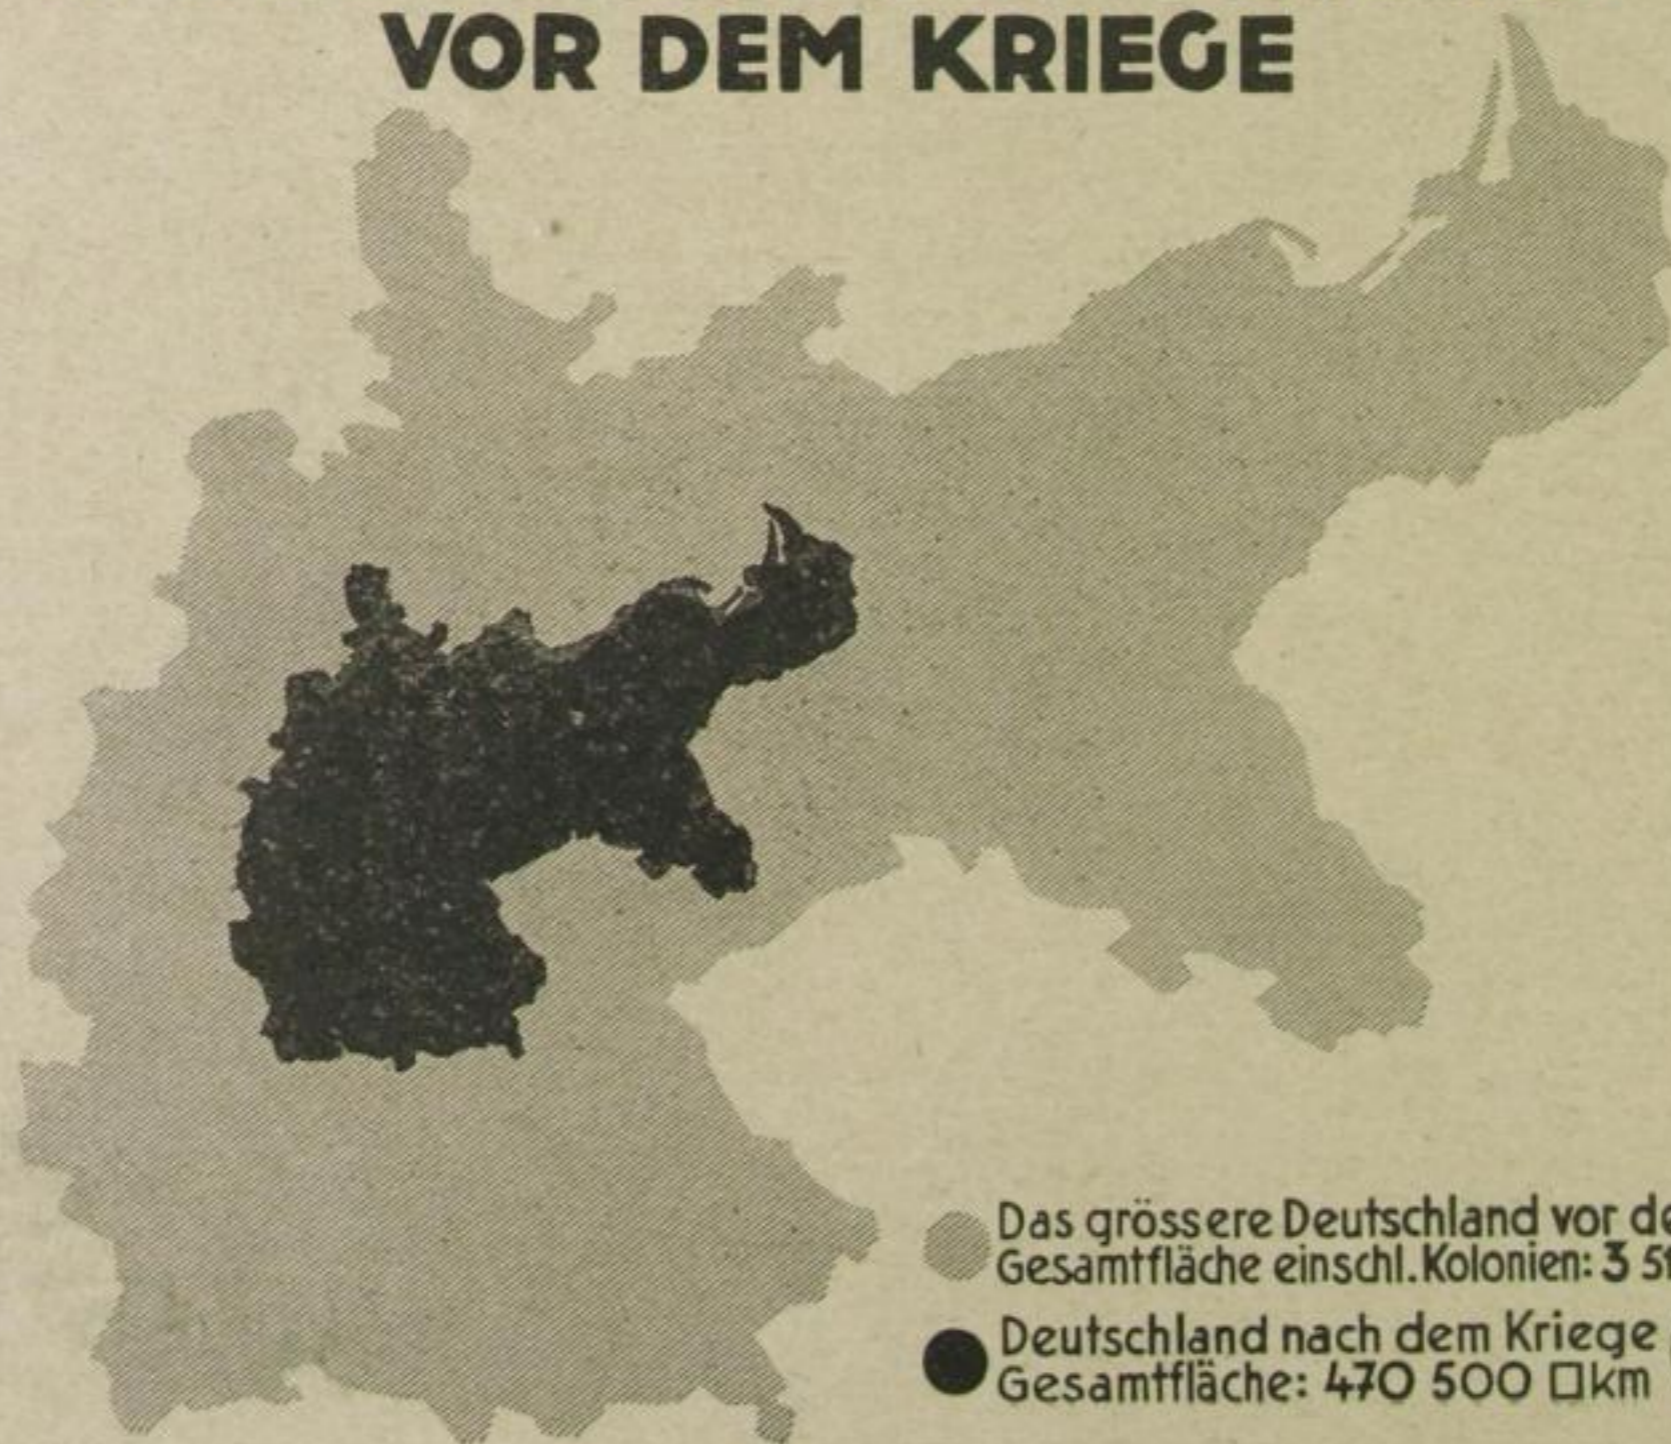 VOR DEM KRIEGE
Das grössere Deutschland vor de
Gesamtfläche einschl. Kolonien: 3
Deutschland nach dem Kriege
Gesamtfläche: 470 500 □km